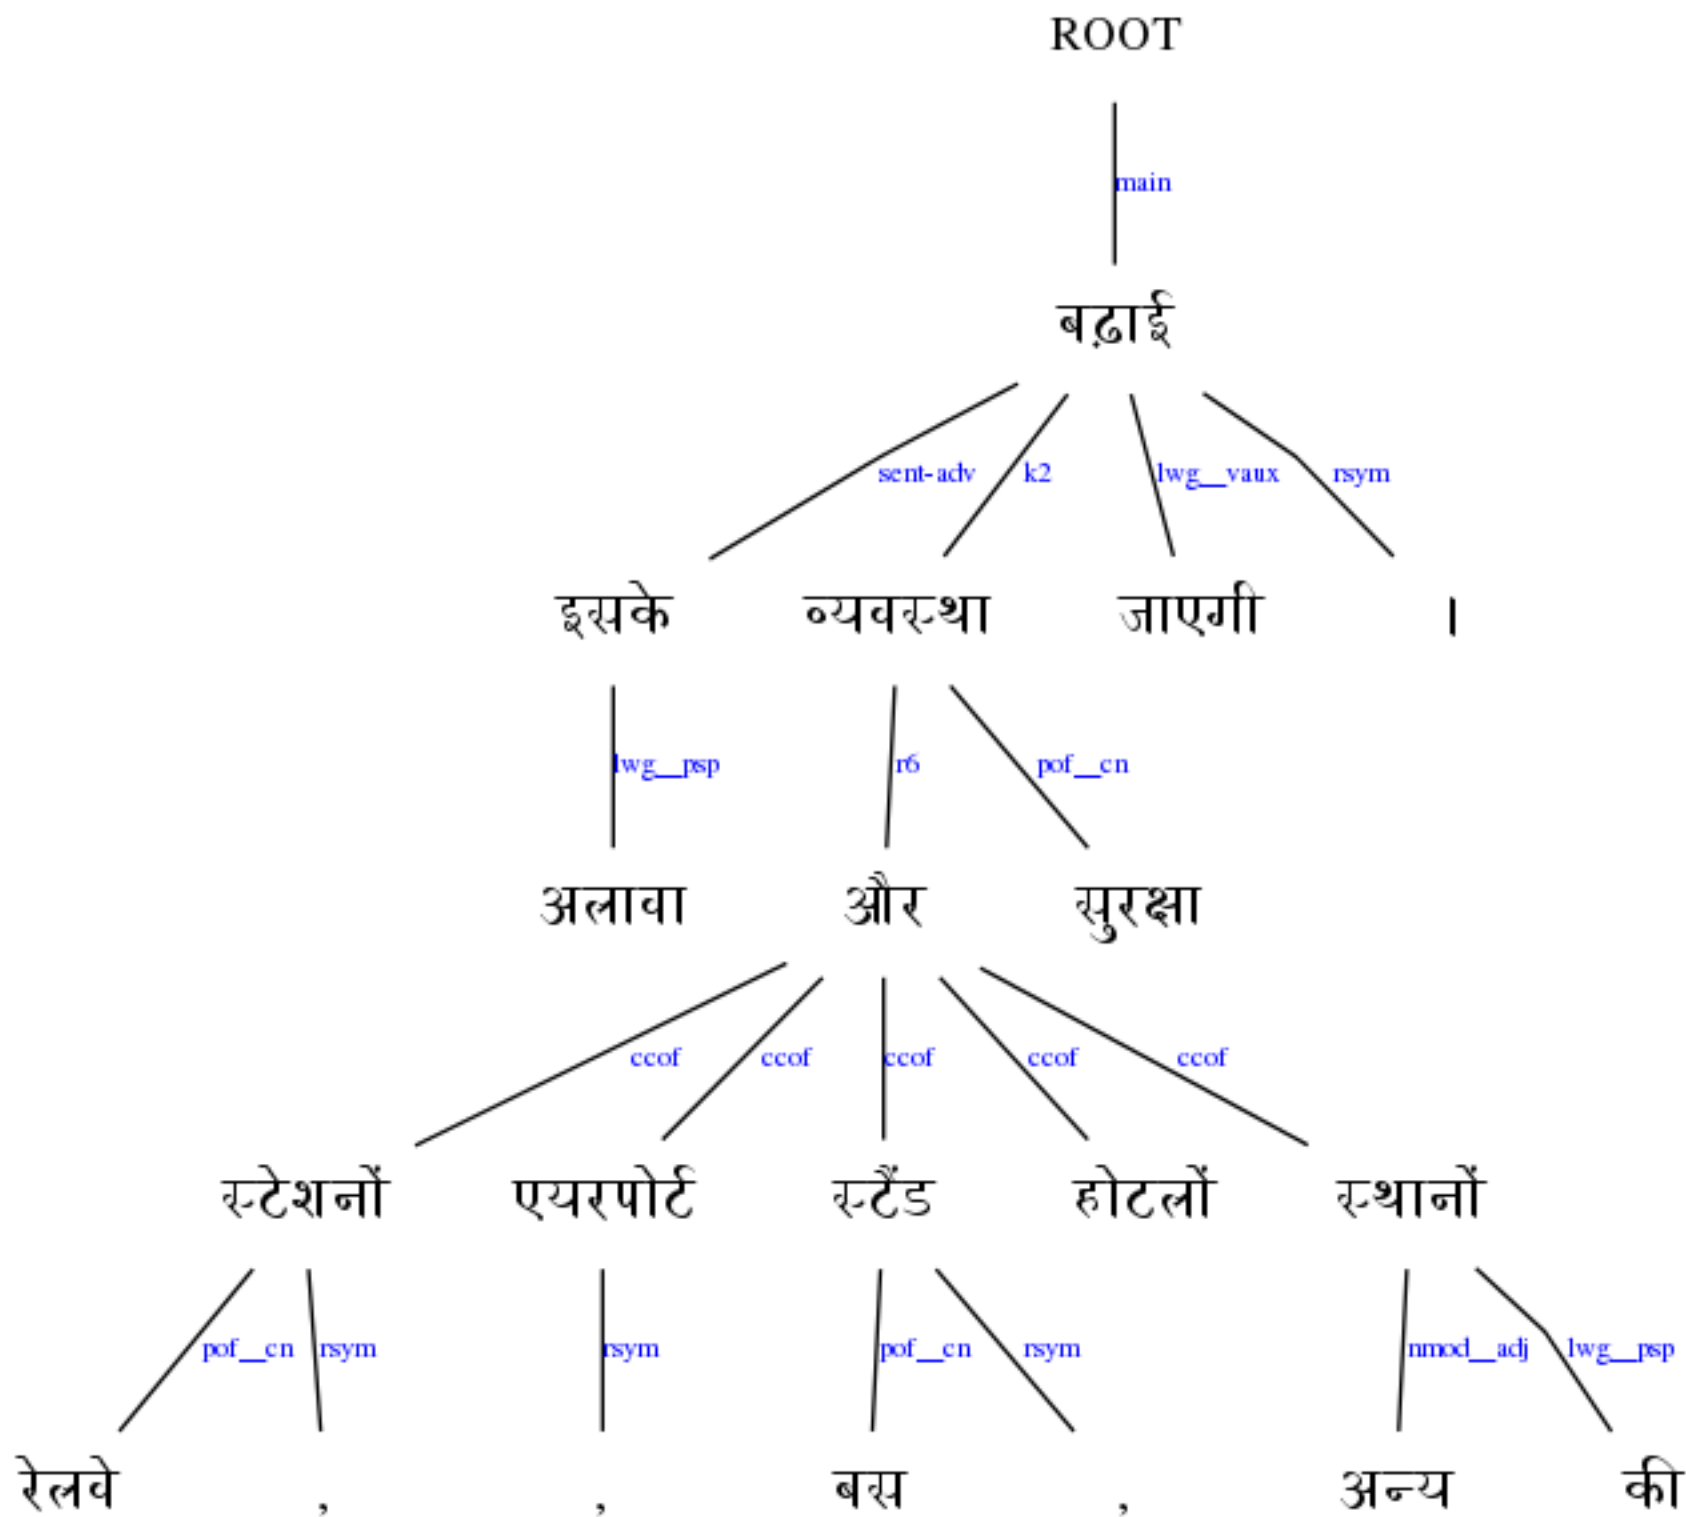 ROOT
main
बढ़ाई
sent-adv k2 lwg__vaux rsym
इसके व्यवस्था जाएगी ।
lwg__psp r6 pof__cn
अलावा और सुरक्षा
ccof ccof ccof ccof ccof
स्टेशनों एयरपोर्ट स्टैंड होटलों स्थानों
pof__cn rsym rsym pof__cn rsym nmod__adj lwg__psp
रेलवे , , बस , अन्य की